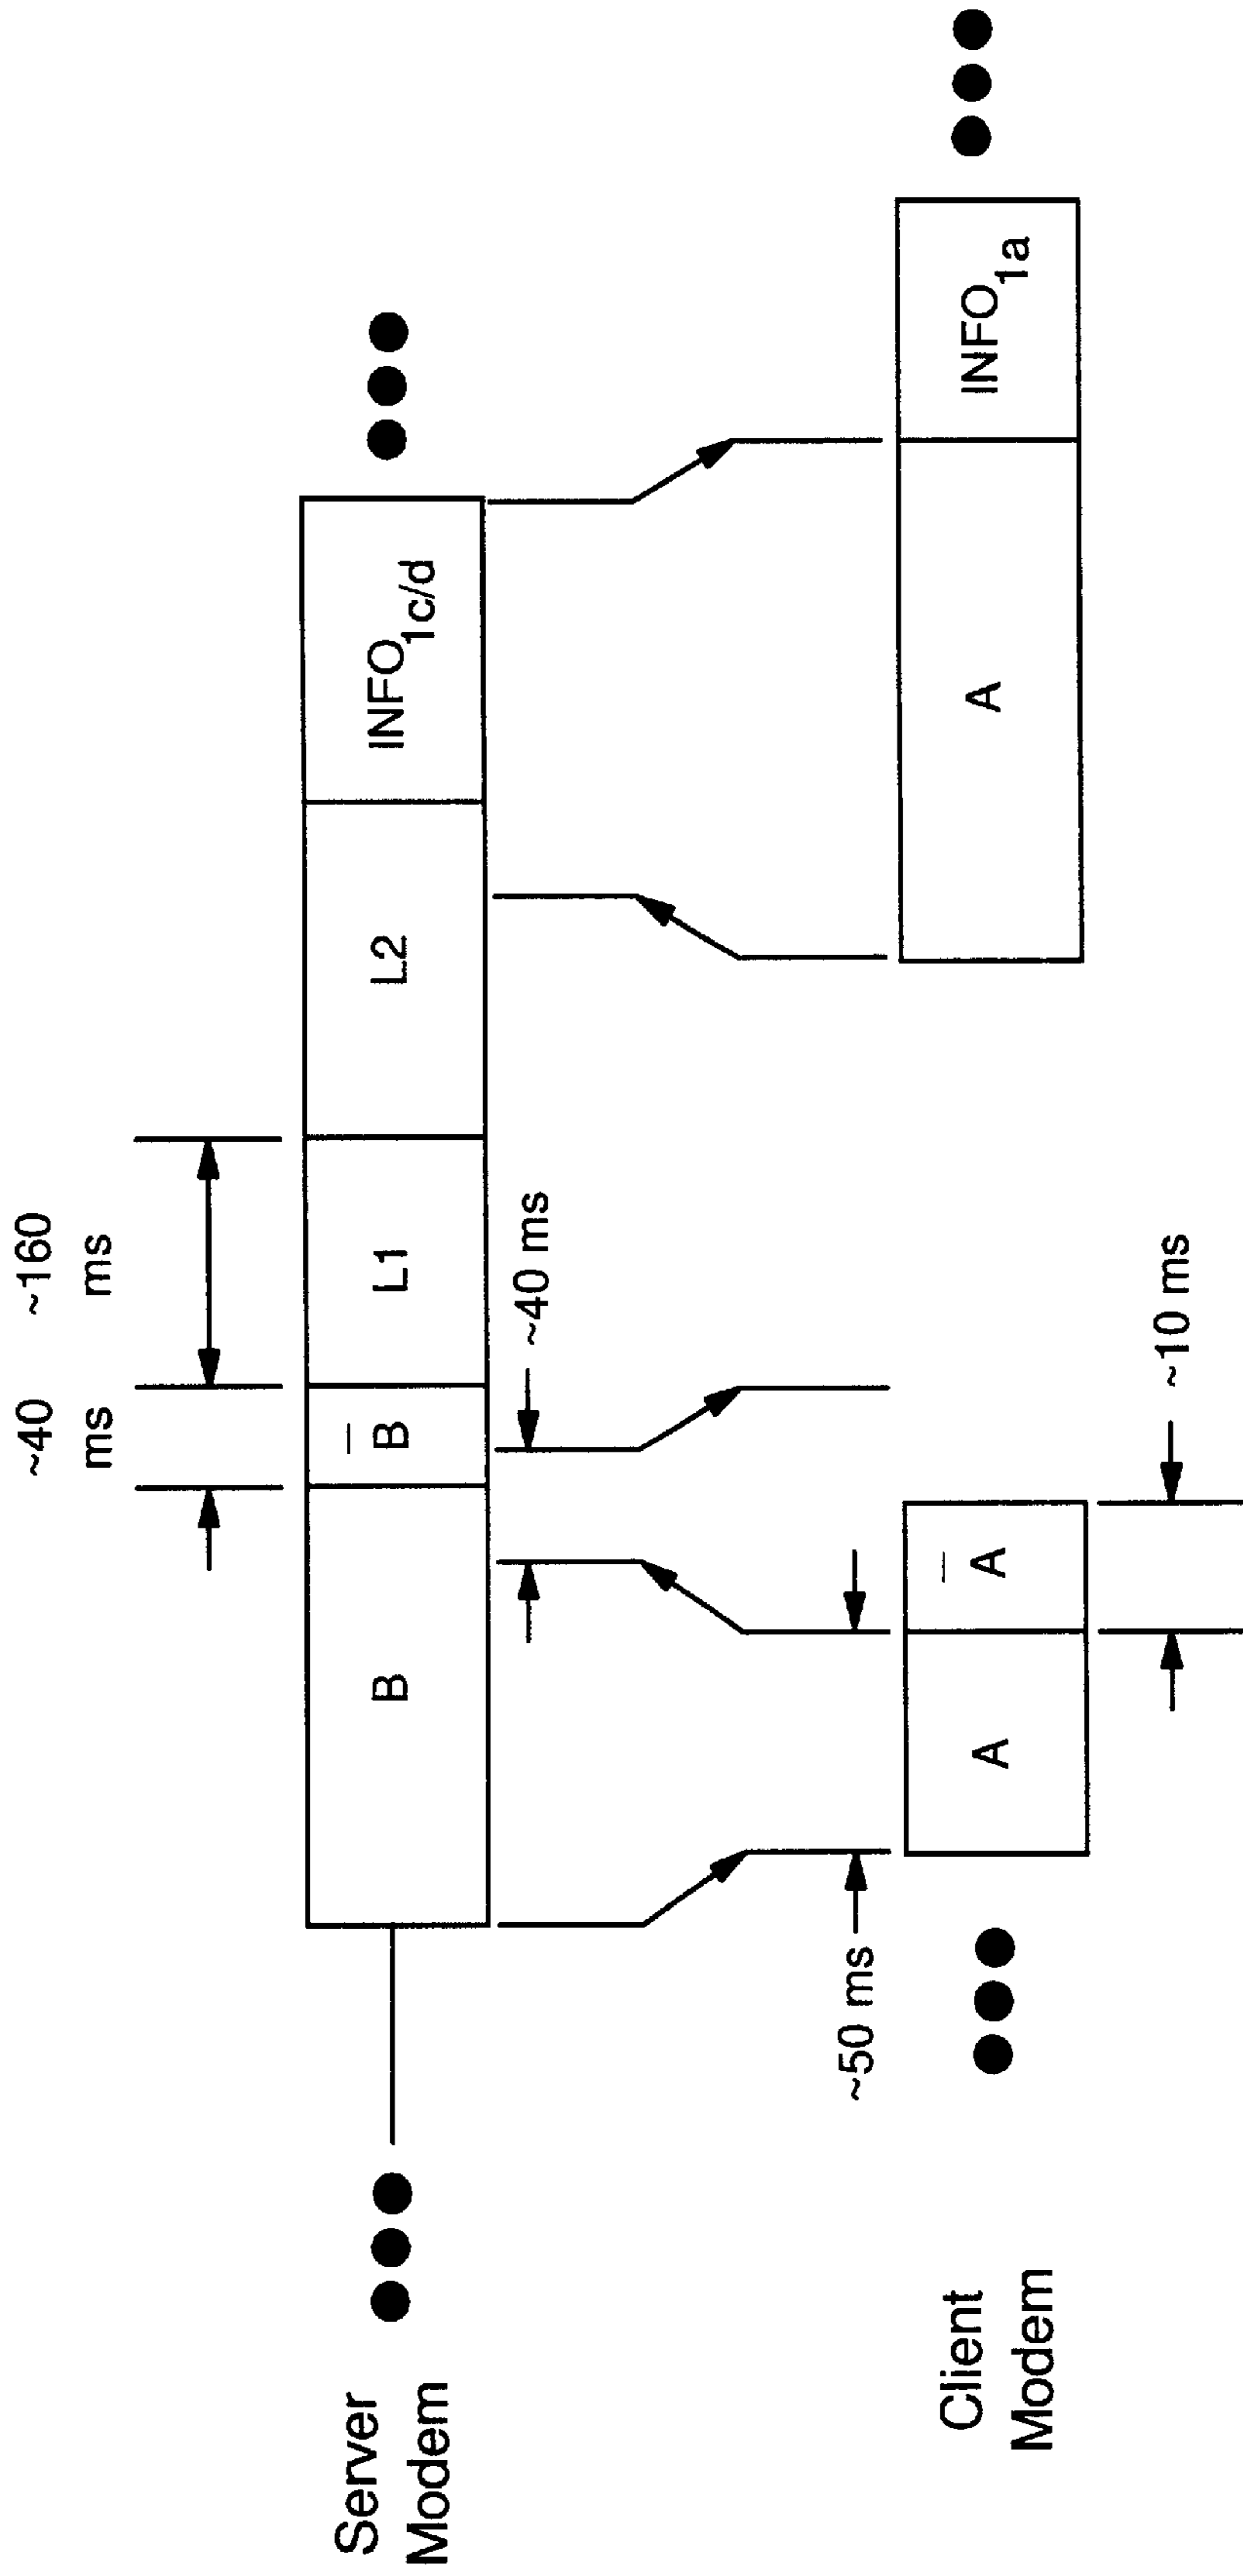 ~40
ms
~160
ms
Server
Modem
B
B̅
L1
L2
INFO1c/d
~40 ms
~50 ms
Client
Modem
A
A̅
A
INFO1a
~10 ms